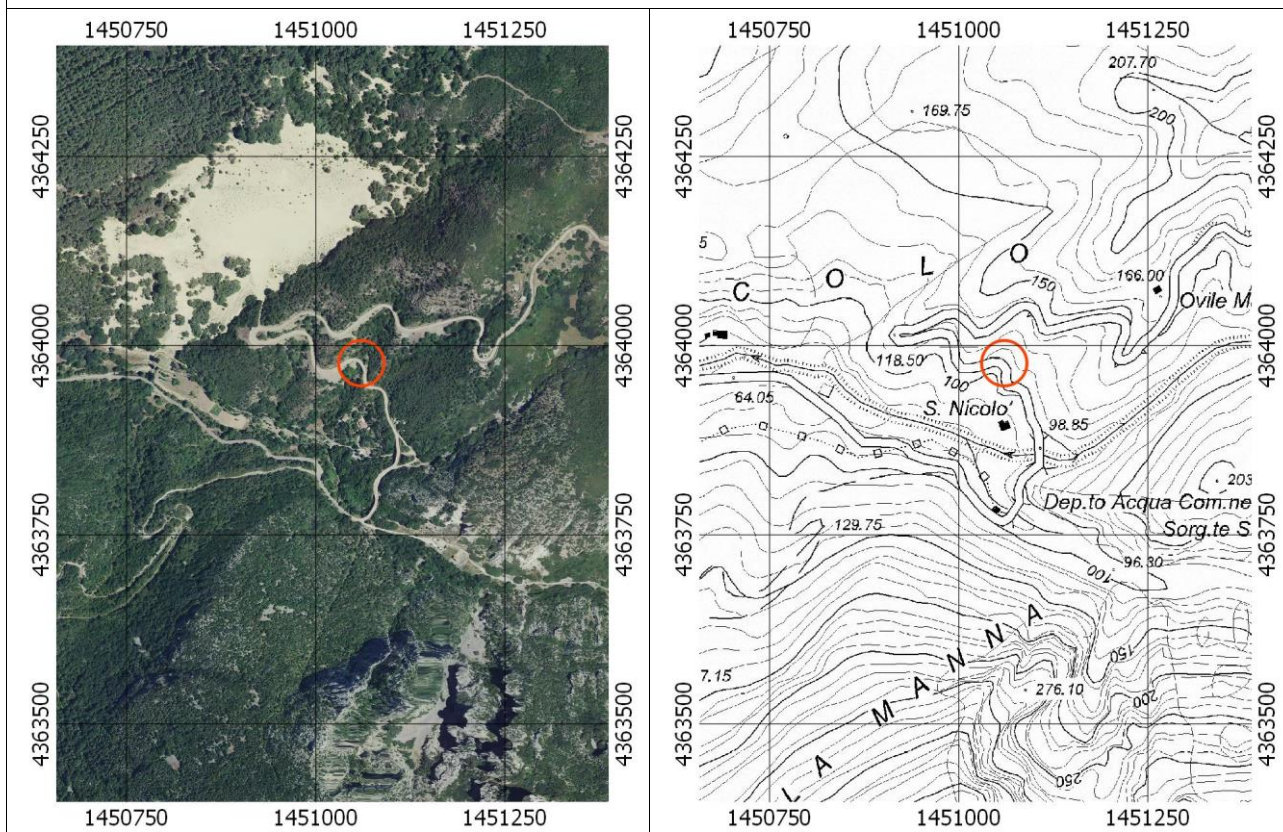 1450750 1451000 1451250
4364250 4364250
4364000 4364000
4363750 4363750
4363500 4363500
1450750 1451000 1451250
1450750 1451000 1451250
207.70
200
169.75
4364250 4364250
5
C O L O
150
166.00
Ovile M
4364000 4364000
118.50
100
64.05
S. Nicolo'
98.85
203
Dep.to Acqua Com.ne
Sorg.te S
4363750 4363750
129.75
100
96.30
L A M A N N A
150
7.15
276.10
200
4363500 4363500
250
1450750 1451000 1451250